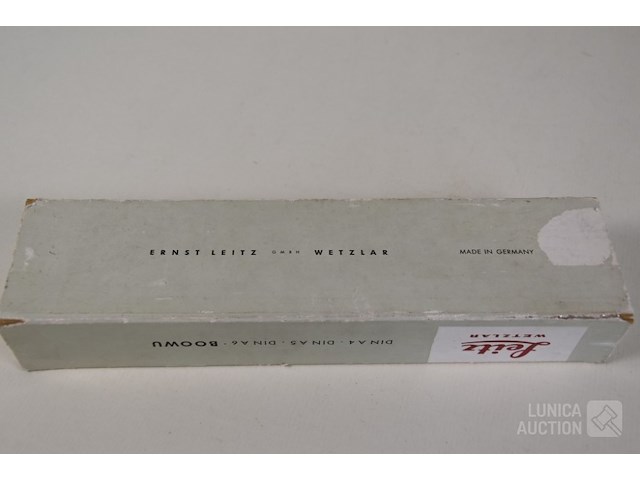 ERNST LEITZ GMBH WETZLAR
MADE IN GERMANY
DIN A4 · DIN A5 · DIN A6 · BOOWU
Leitz
WETZLAR
LUNICA
AUCTION